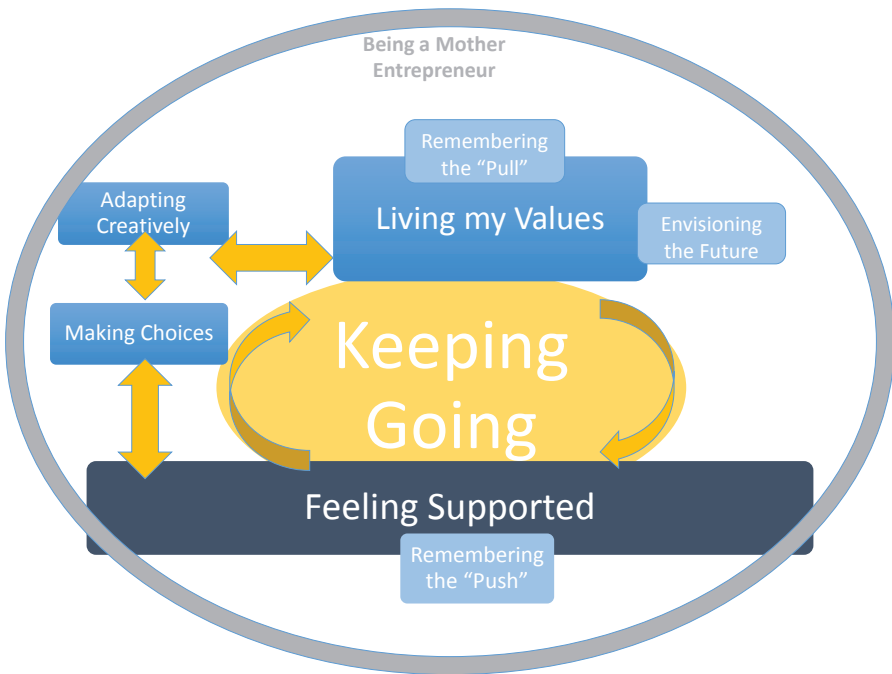 Being a Mother
Entrepreneur
Remembering
the “Pull”
Adapting
Creatively
Living my Values
Envisioning
the Future
Making Choices
Keeping
Going
Feeling Supported
Remembering
the “Push”